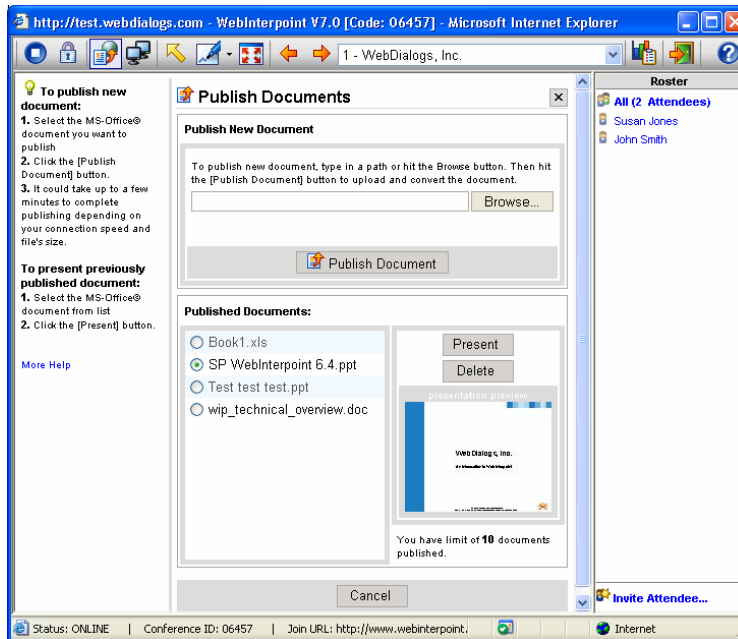 http://test.webdialogs.com - WebInterpoint V7.0 [Code: 06457] - Microsoft Internet Explorer
1 - WebDialogs, Inc.
To publish new
document:
1. Select the MS-Office©
document you want to
publish
2. Click the [Publish
Document] button.
3. It could take up to a few
minutes to complete
publishing depending on
your connection speed and
file's size.
To present previously
published document:
1. Select the MS-Office©
document from list
2. Click the [Present] button.
More Help
Publish Documents
Publish New Document
To publish new document, type in a path or hit the Browse button. Then hit
the [Publish Document] button to upload and convert the document.
Browse...
Publish Document
Published Documents:
Book1.xls
SP WebInterpoint 6.4.ppt
Test test test.ppt
wip_technical_overview.doc
Present
Delete
presentation preview
WebDialogs, Inc.
You have limit of 10 documents
published.
Cancel
Roster
All (2 Attendees)
Susan Jones
John Smith
Invite Attendee...
Status: ONLINE | Conference ID: 06457 | Join URL: http://www.webinterpoint.
Internet